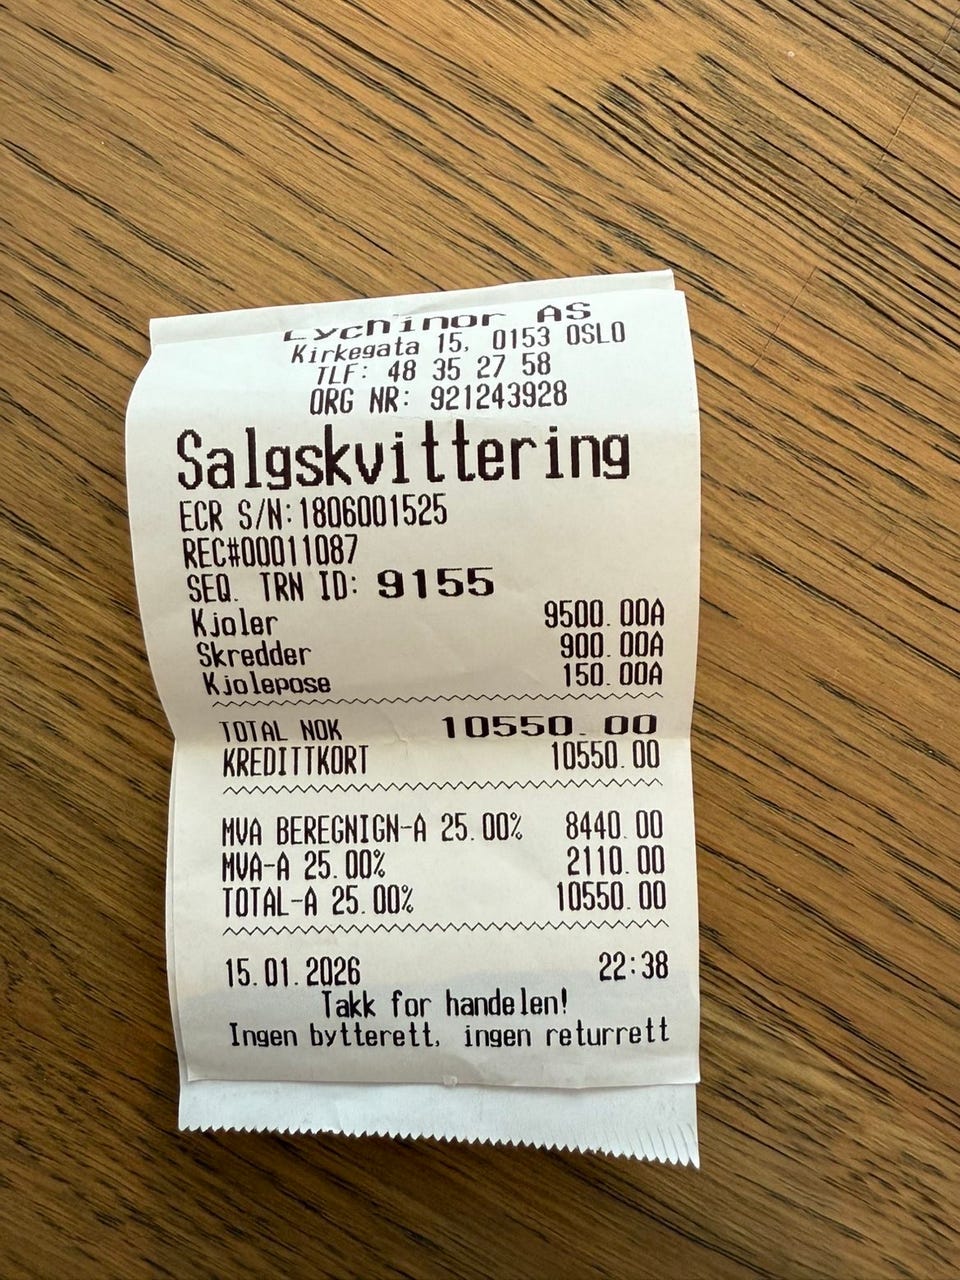 Lychinor AS
Kirkegata 15, 0153 OSLO
TLF: 48 35 27 58
ORG NR: 921243928
Salgskvittering
ECR S/N:1806001525
REC#00011087
SEQ. TRN ID: 9155
Kjoler 9500.00A
Skredder 900.00A
Kjolepose 150.00A
TOTAL NOK 10550.00
KREDITTKORT 10550.00
MVA BEREGNIGN-A 25.00% 8440.00
MVA-A 25.00% 2110.00
TOTAL-A 25.00% 10550.00
15.01.2026 22:38
Takk for handelen!
Ingen bytterett, ingen returrett